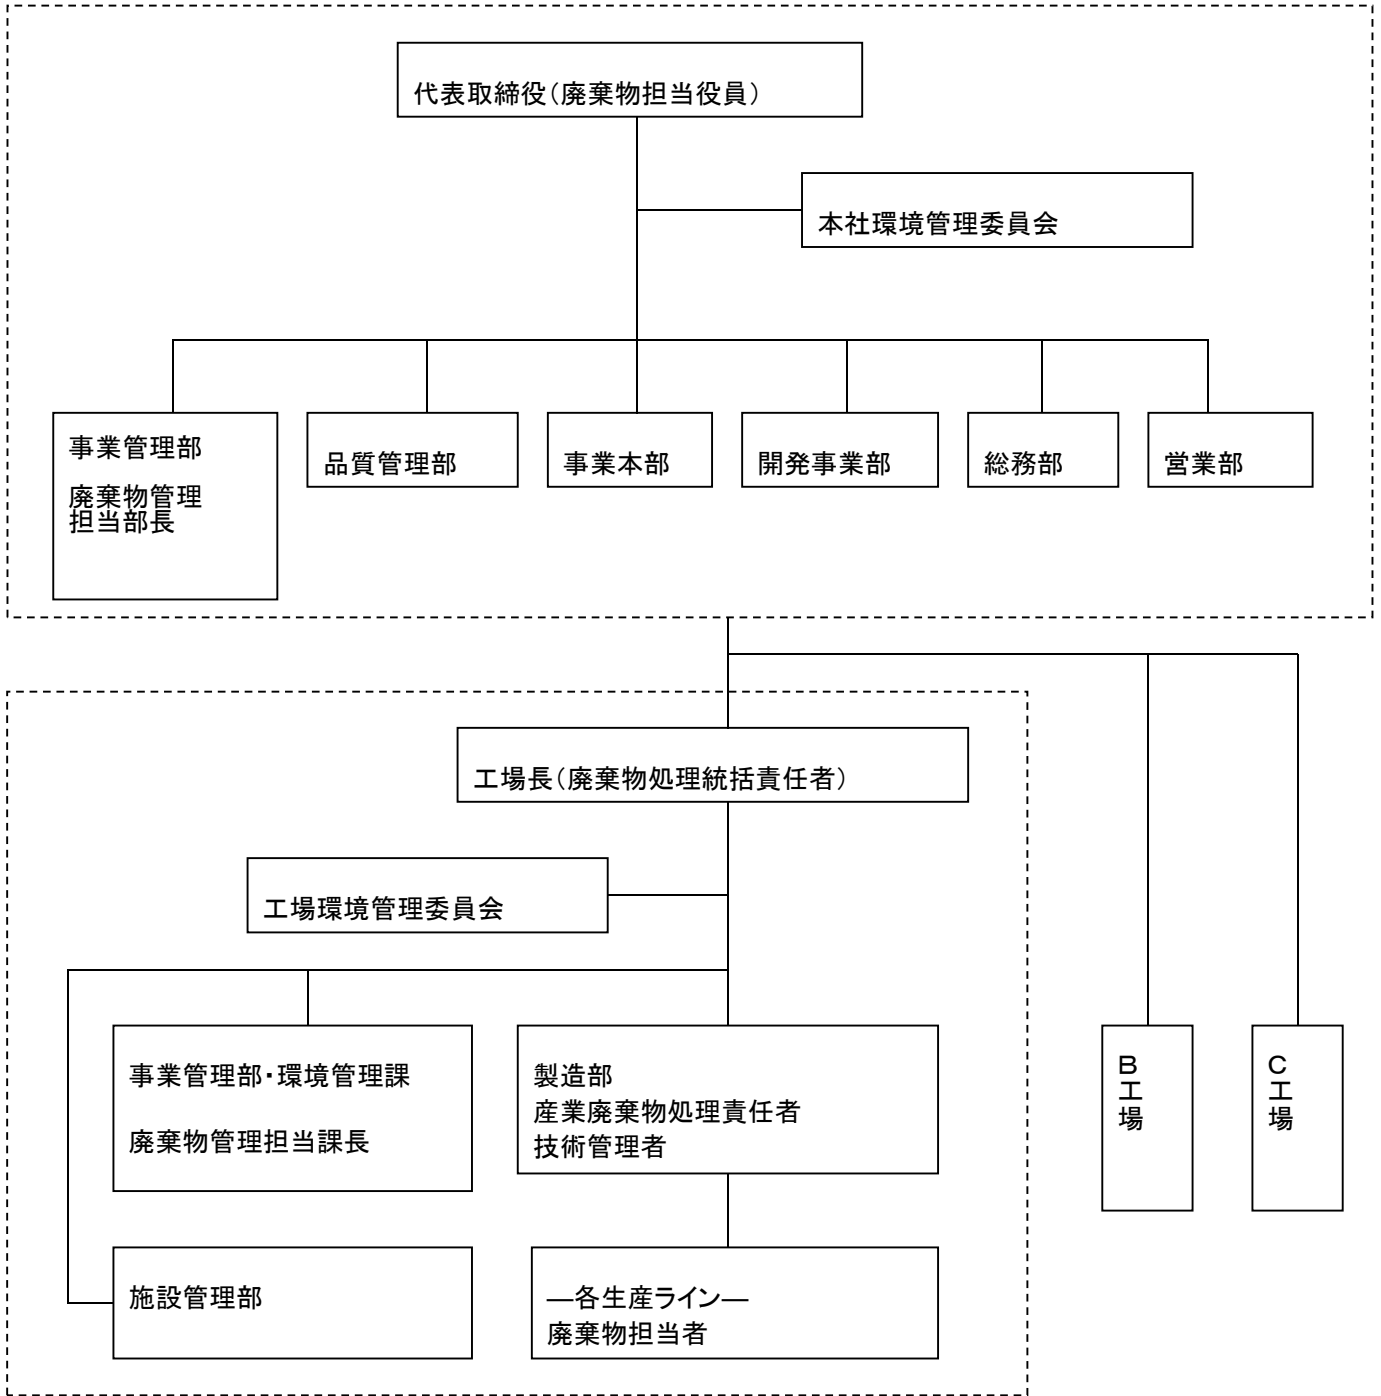 代表取締役（廃棄物担当役員）
本社環境管理委員会
事業管理部
廃棄物管理
担当部長
品質管理部
事業本部
開発事業部
総務部
営業部
工場長（廃棄物処理統括責任者）
工場環境管理委員会
事業管理部・環境管理課
廃棄物管理担当課長
製造部
産業廃棄物処理責任者
技術管理者
B工場
C工場
施設管理部
―各生産ライン―
廃棄物担当者